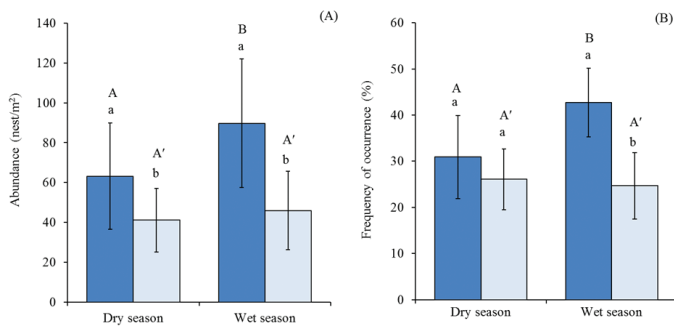 (A)
Abundance (nest/m²)
140
120
100
80
60
40
20
0
A
a
A′
b
B
a
A′
b
Dry season
Wet season
(B)
Frequency of occurrence (%)
60
50
40
30
20
10
0
A
a
A′
a
B
a
A′
b
Dry season
Wet season